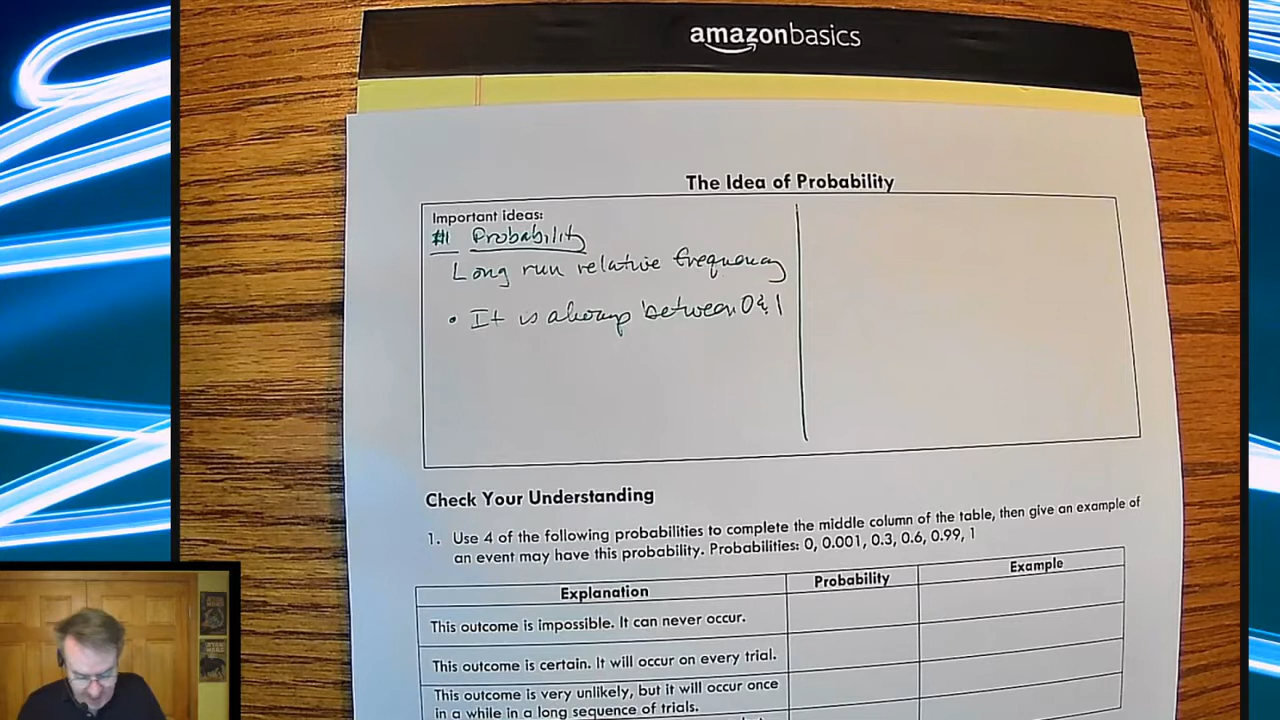 amazonbasics
The Idea of Probability
Important ideas:
#1 Probability
Long run relative frequency
• It is always between 0 & 1
Check Your Understanding
1. Use 4 of the following probabilities to complete the middle column of the table, then give an example of
an event may have this probability. Probabilities: 0, 0.001, 0.3, 0.6, 0.99, 1
Explanation Probability Example
This outcome is impossible. It can never occur.
This outcome is certain. It will occur on every trial.
This outcome is very unlikely, but it will occur once
in a while in a long sequence of trials.